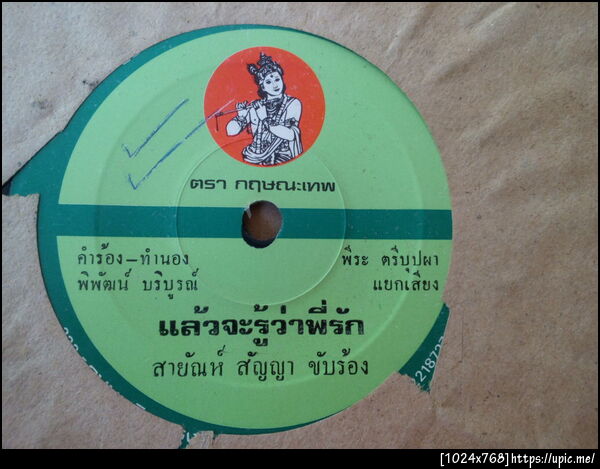 ตรา กฤษณะเทพ
คำร้อง-ทำนอง
พิพัฒน์ บริบูรณ์
พีระ ตรีบุปผา
แยกเสียง
แล้วจะรู้ว่าพี่รัก
สายัณห์ สัญญา ขับร้อง
[1024x768]https://upic.me/